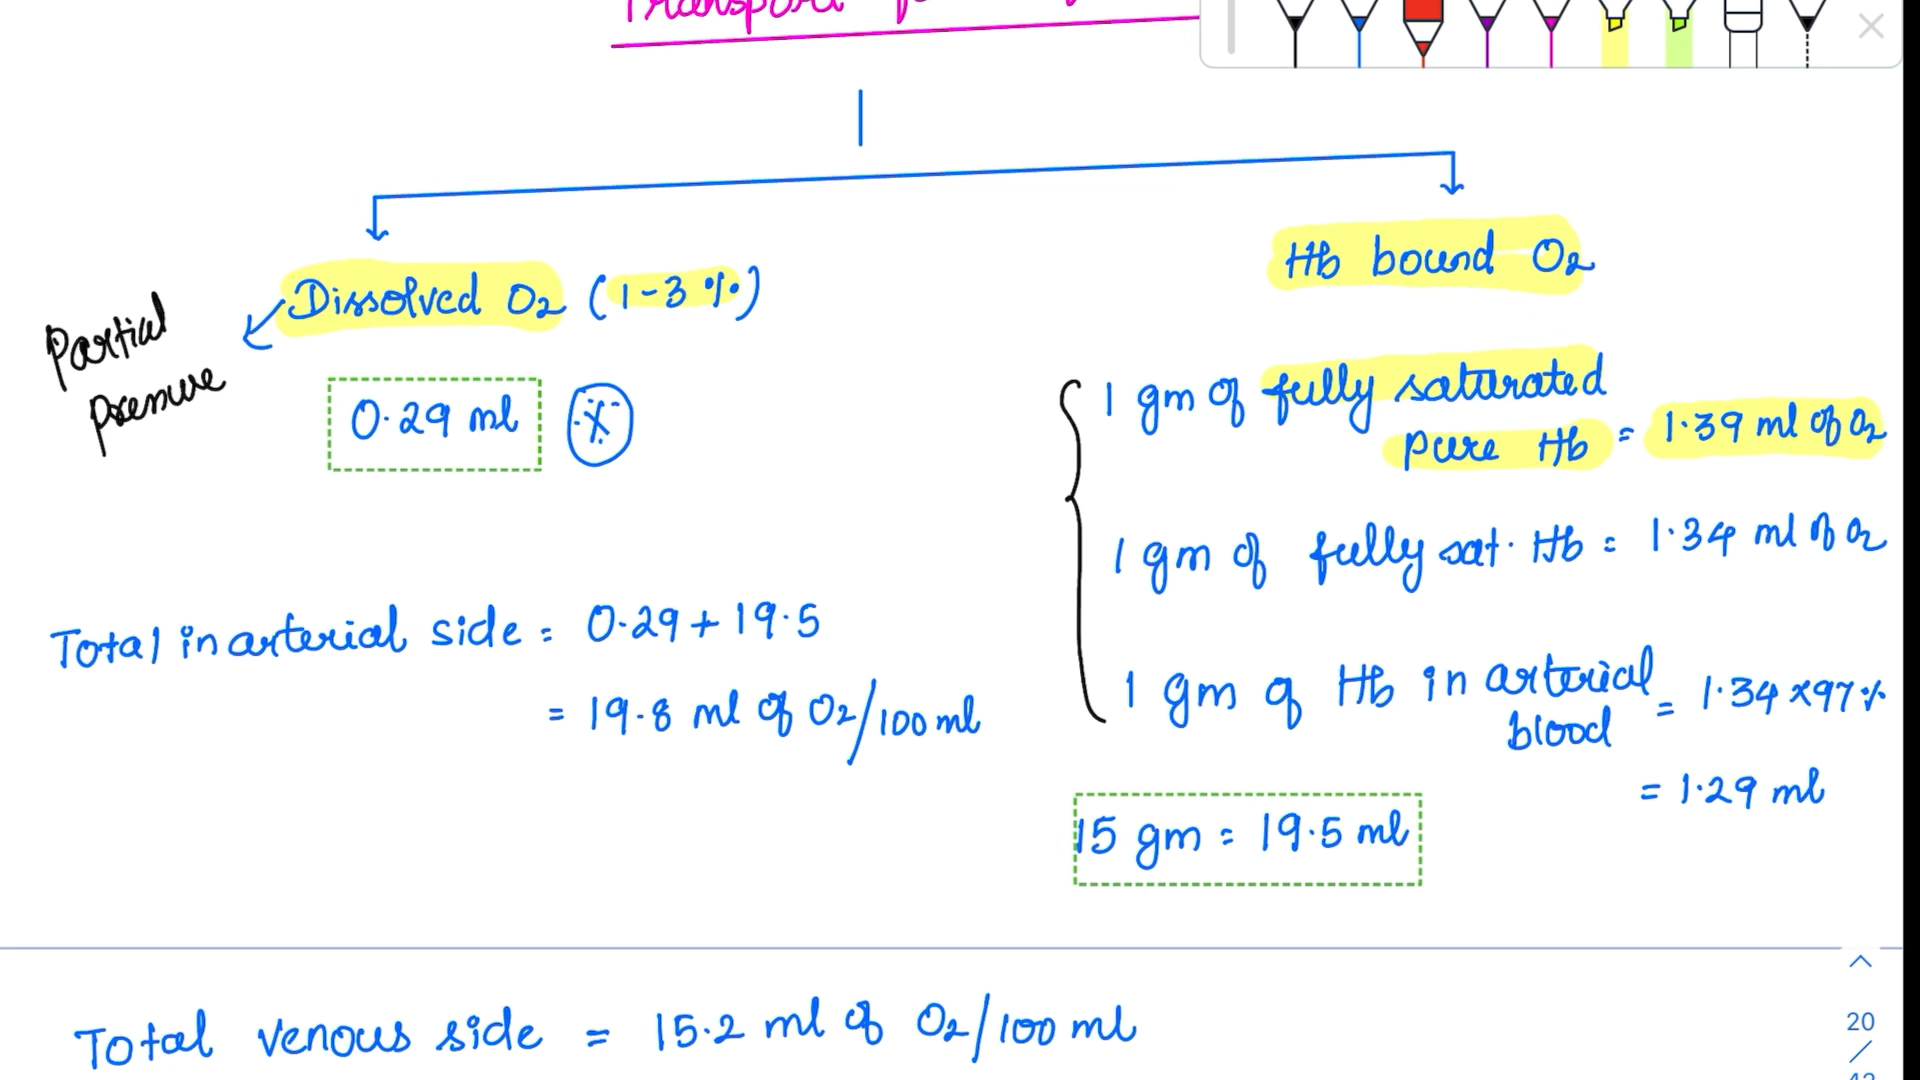 Transport
Hb bound O2
Dissolved O2 (1-3%)
Partial
pressure
0.29 ml
1 gm of fully saturated
pure Hb = 1.39 ml of O2
1 gm of fully sat. Hb = 1.34 ml of O2
Total in arterial side = 0.29 + 19.5
= 19.8 ml of O2/100 ml
1 gm of Hb in arterial
blood = 1.34 x 97%
= 1.29 ml
15 gm = 19.5 ml
Total venous side = 15.2 ml of O2/100 ml
20
/